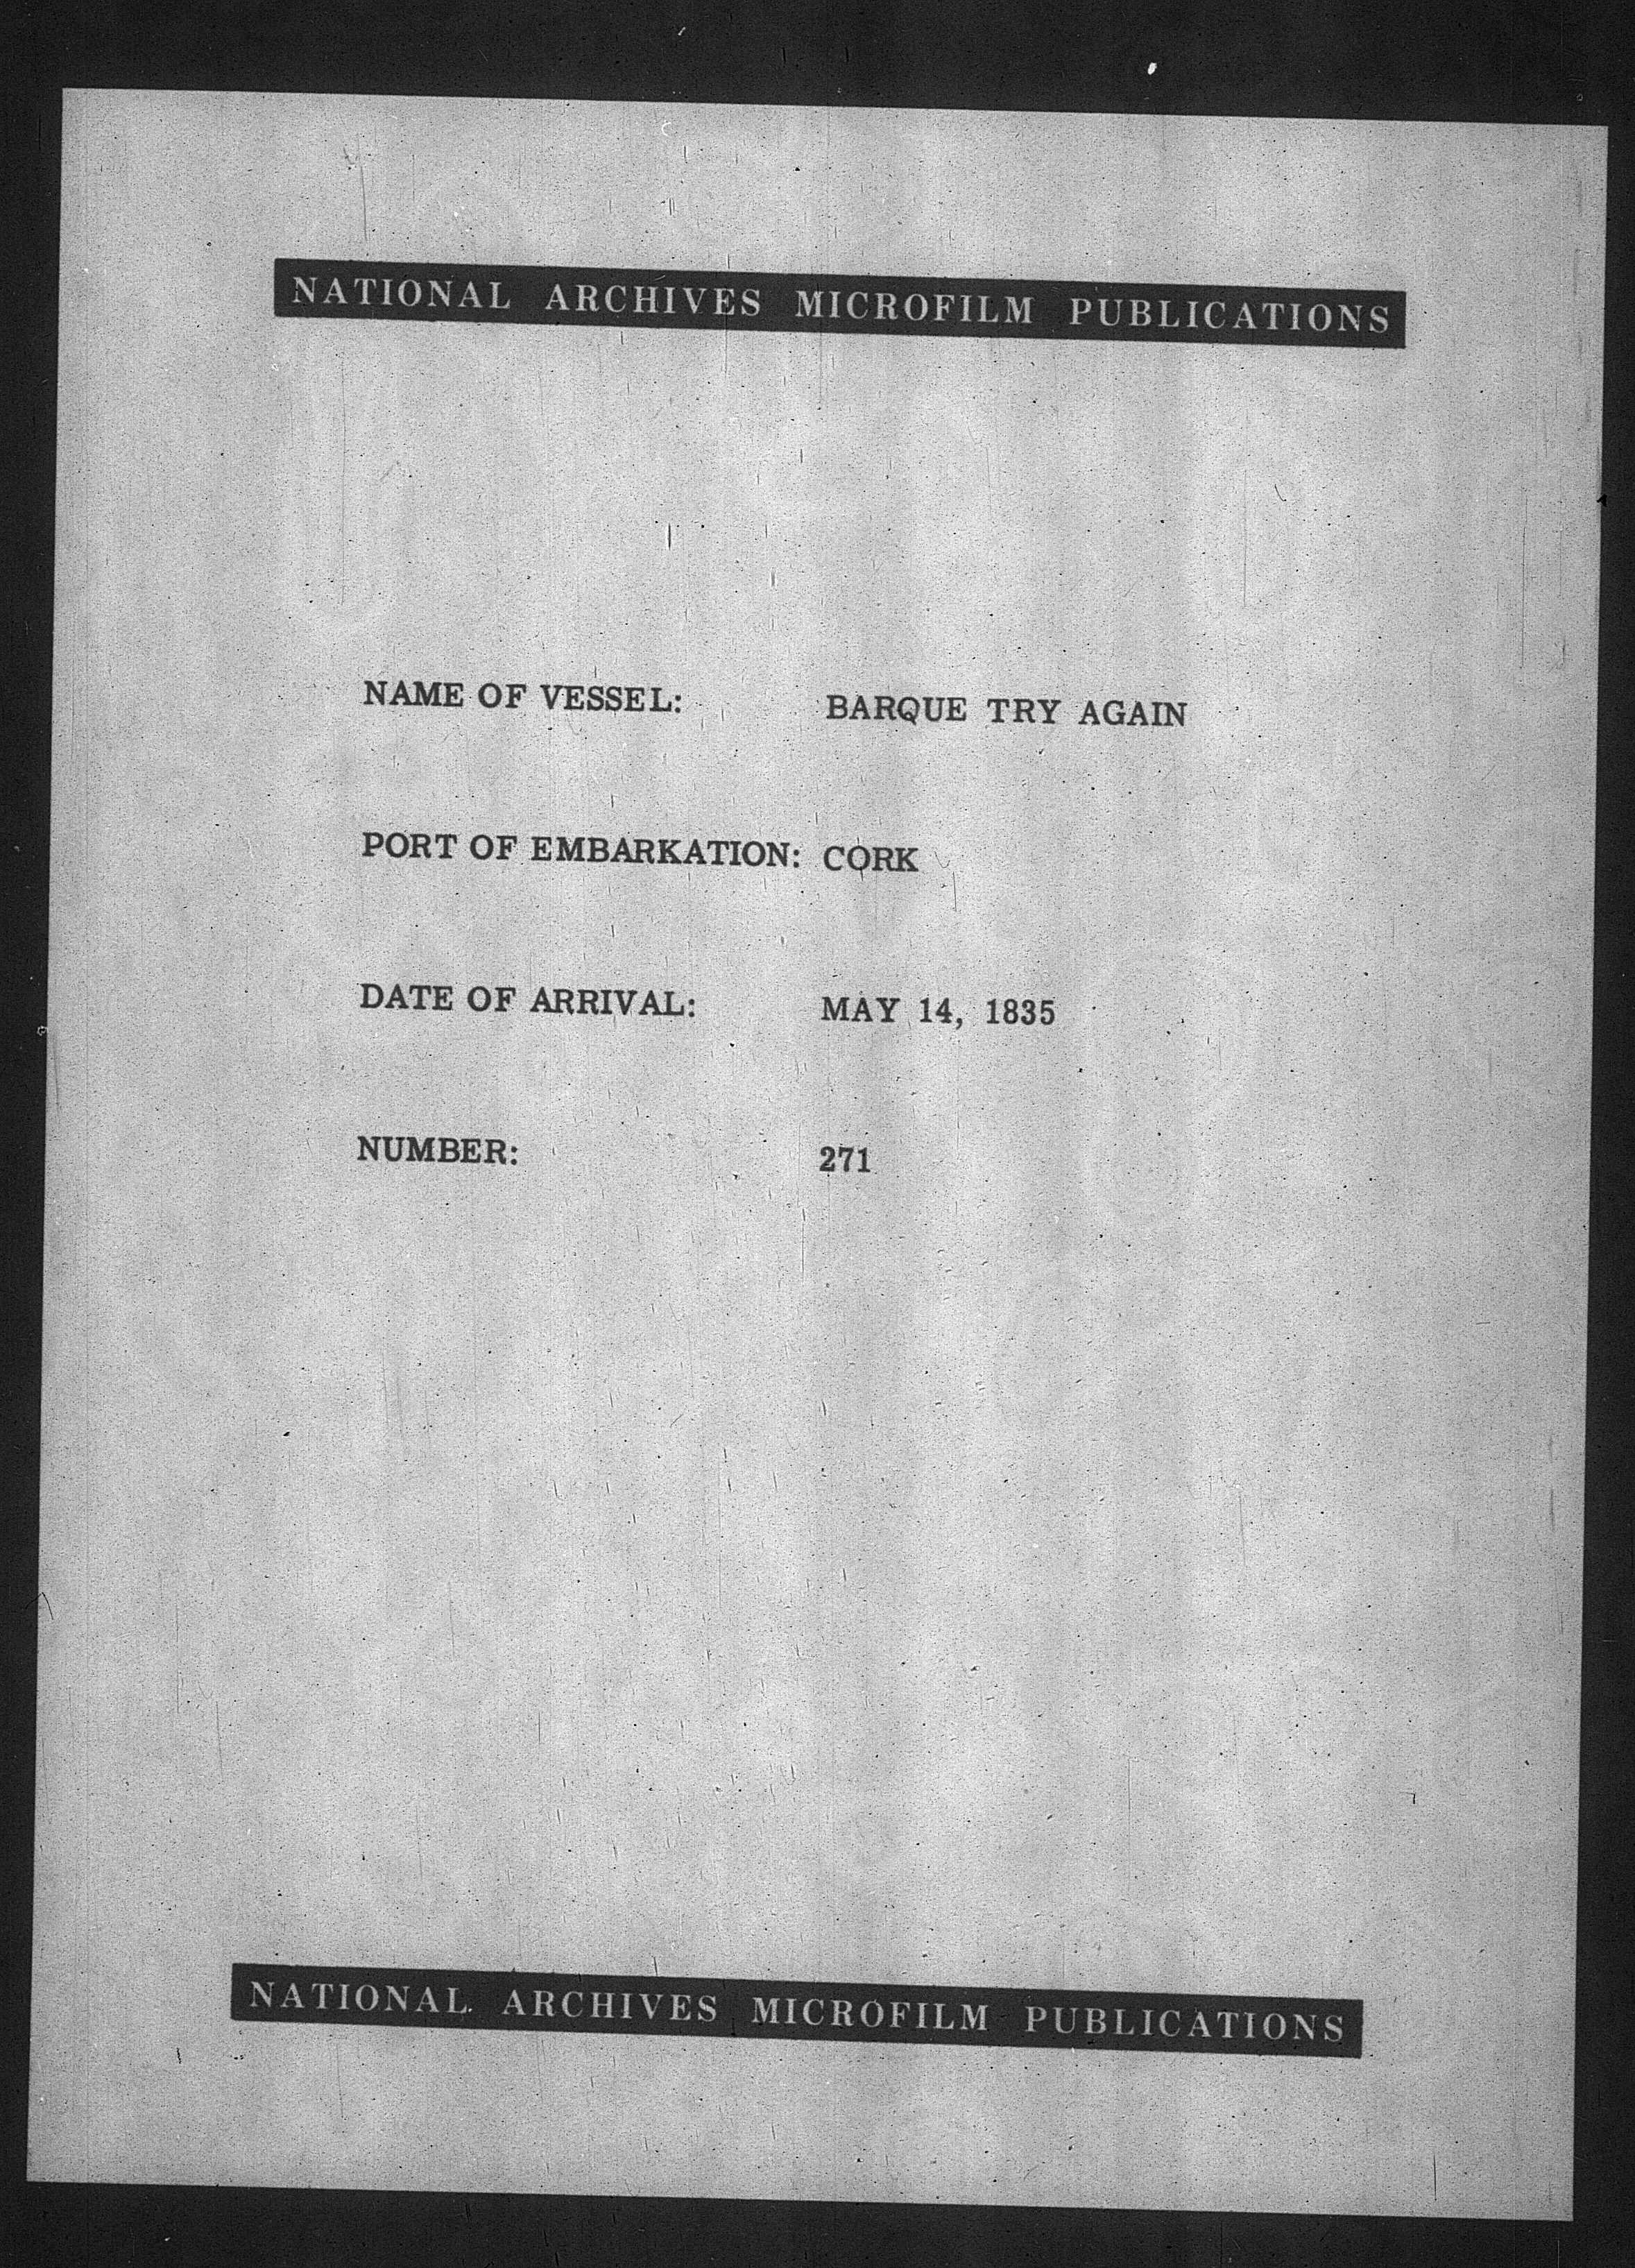 NATIONAL ARCHIVES MICROFILM PUBLICATIONS
NAME OF VESSEL: BARQUE TRY AGAIN
PORT OF EMBARKATION: CORK
DATE OF ARRIVAL: MAY 14, 1835
NUMBER: 271
NATIONAL ARCHIVES MICROFILM PUBLICATIONS